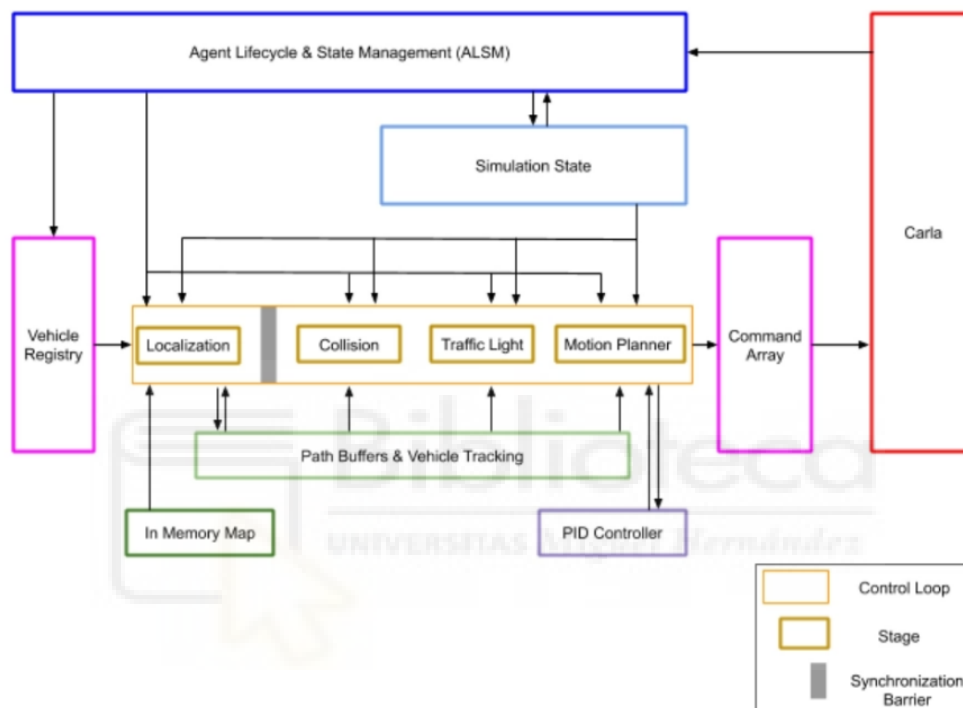 Agent Lifecycle & State Management (ALSM)
Simulation State
Carla
Vehicle
Registry
Localization
Collision
Traffic Light
Motion Planner
Command
Array
Path Buffers & Vehicle Tracking
Biblioteca
In Memory Map
PID Controller
UNIVERSITAS Miguel Hernández
Control Loop
Stage
Synchronization
Barrier